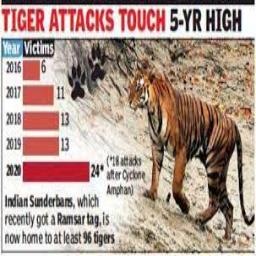 TIGER ATTACKS TOUCH 5-YR HIGH
Year Victims
2016 6
2017 11
2018 13
2019 13
2020 24*
(*18 attacks
after Cyclone
Amphan)
Indian Sunderbans, which
recently got a Ramsar tag, is
now home to at least 96 tigers